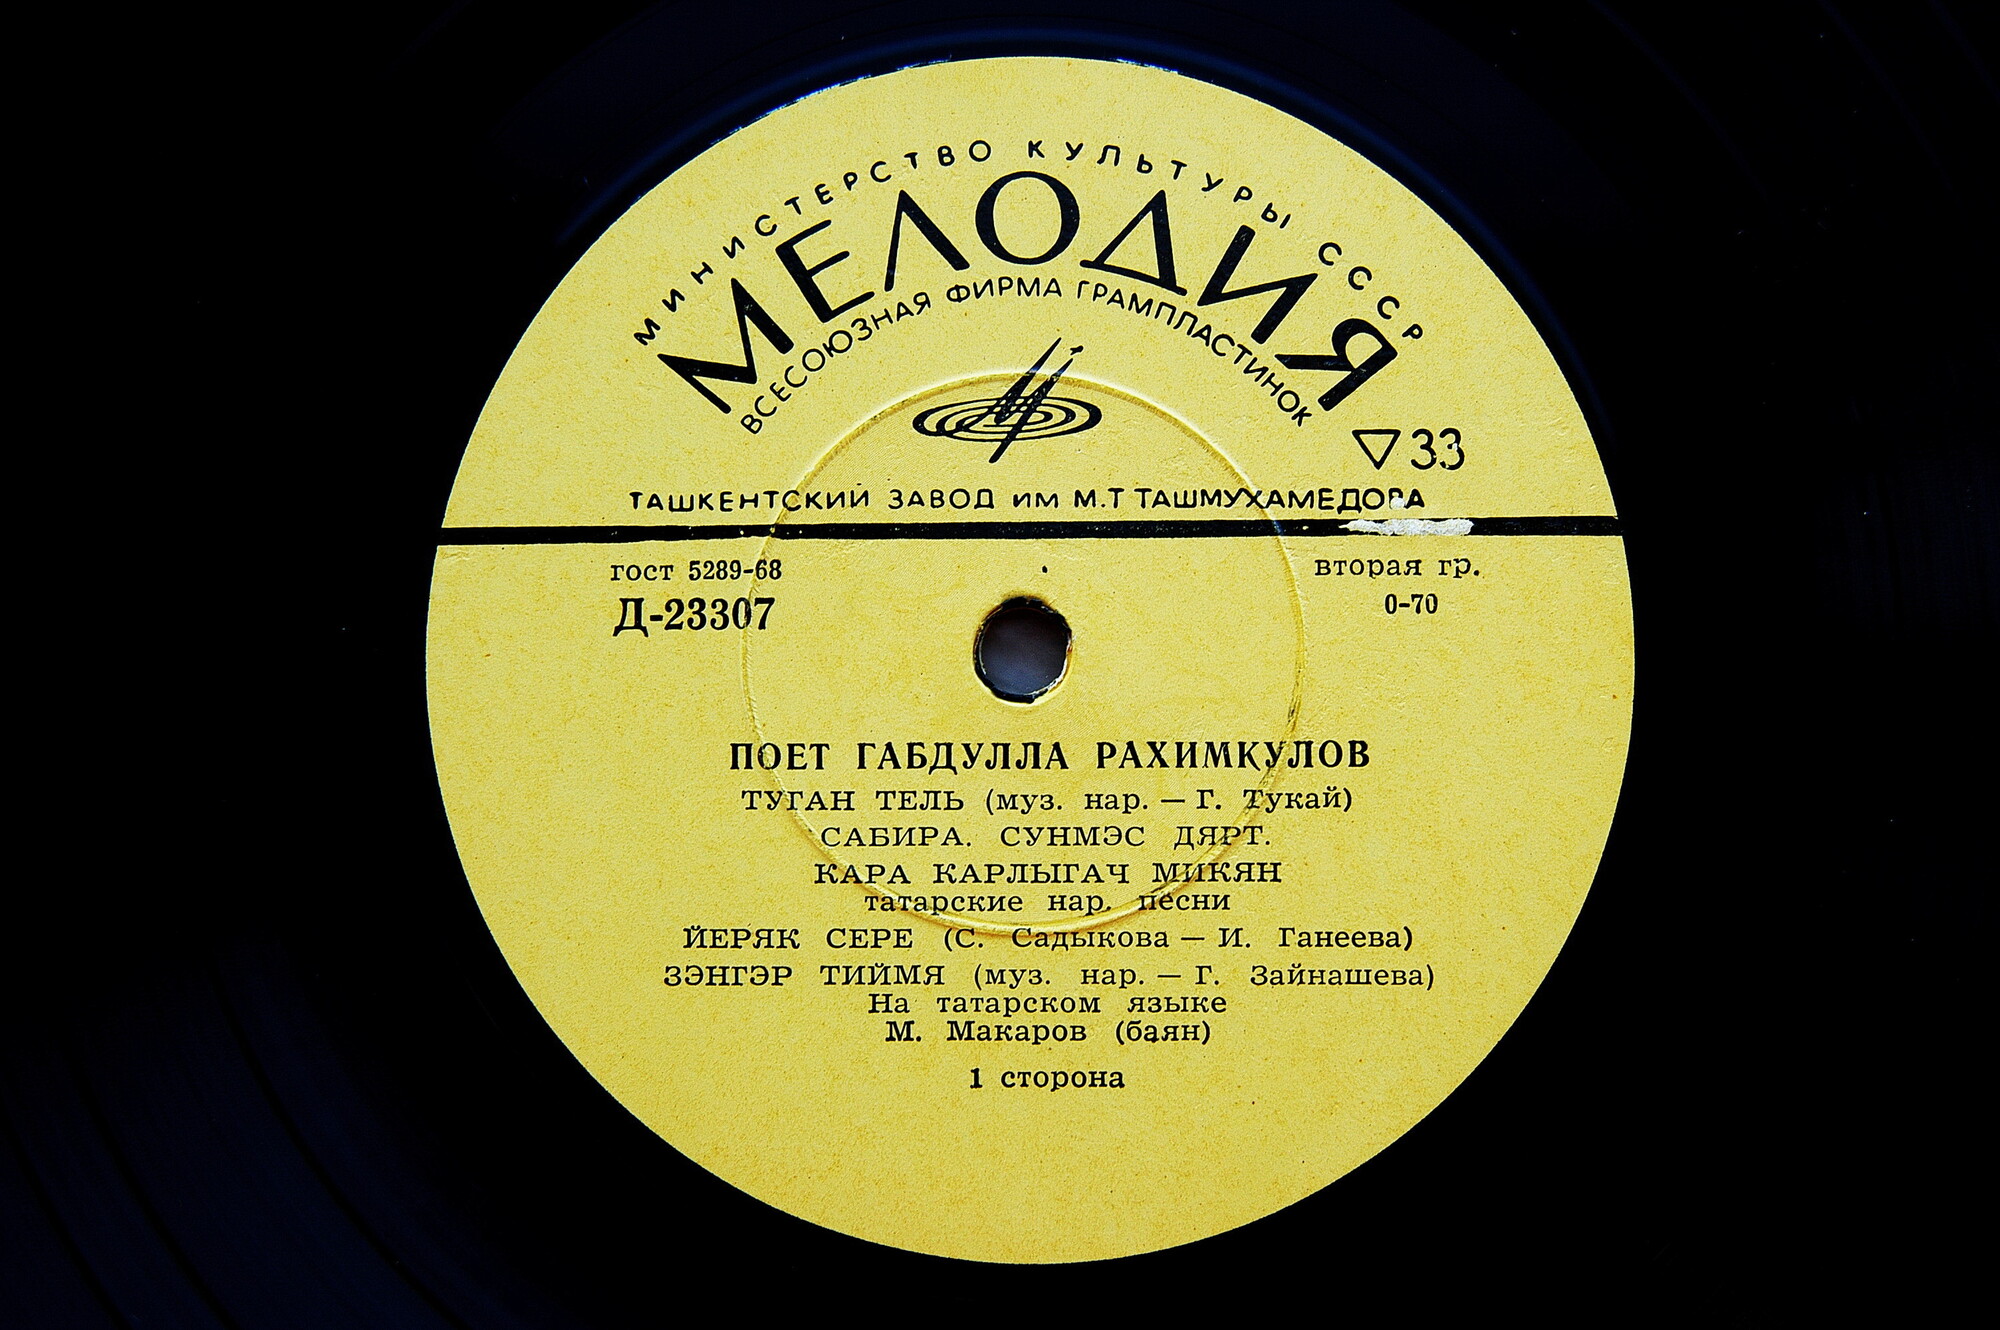 МИНИСТЕРСТВО КУЛЬТУРЫ СССР
МЕЛОДИЯ
ВСЕСОЮЗНАЯ ФИРМА ГРАМПЛАСТИНОК
▽33
ТАШКЕНТСКИЙ ЗАВОД ИМ М.Т ТАШМУХАМЕДОВА
гост 5289-68
вторая гр.
Д-23307
0-70
ПОЕТ ГАБДУЛЛА РАХИМКУЛОВ
ТУГАН ТЕЛЬ (муз. нар. — Г. Тукай)
САБИРА. СУНМЭС ДЯРТ.
КАРА КАРЛЫГАЧ МИКЯН
татарские нар. песни
ЙЕРЯК СЕРЕ (С. Садыкова — И. Ганеева)
ЗЭНГЭР ТИЙМЯ (муз. нар. — Г. Зайнашева)
На татарском языке
М. Макаров (баян)
1 сторона